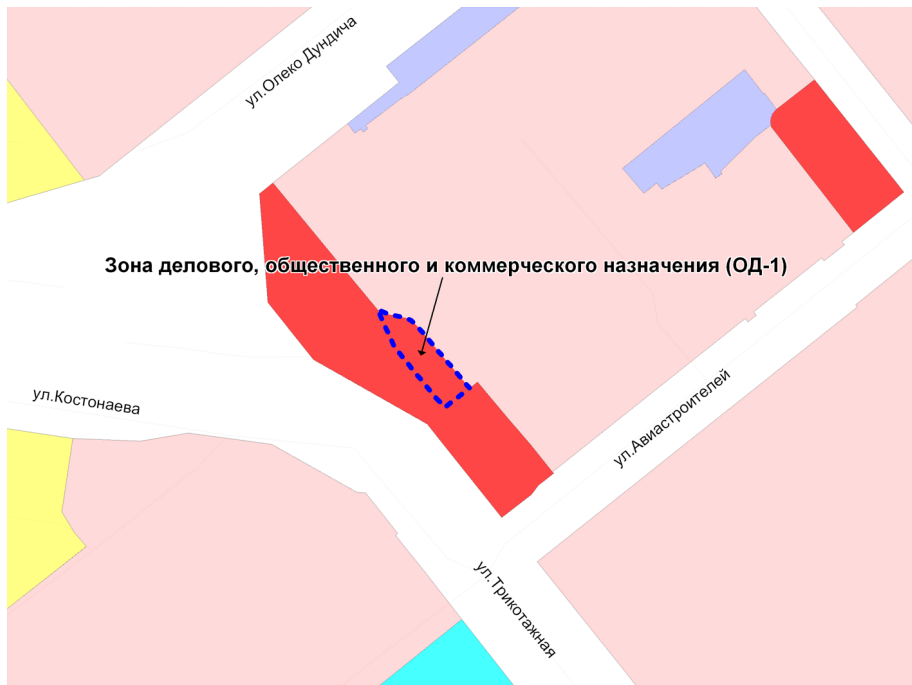 ул.Олеко Дундича
Зона делового, общественного и коммерческого назначения (ОД-1)
ул.Костонаева
ул.Авиастроителей
ул.Трикотажная